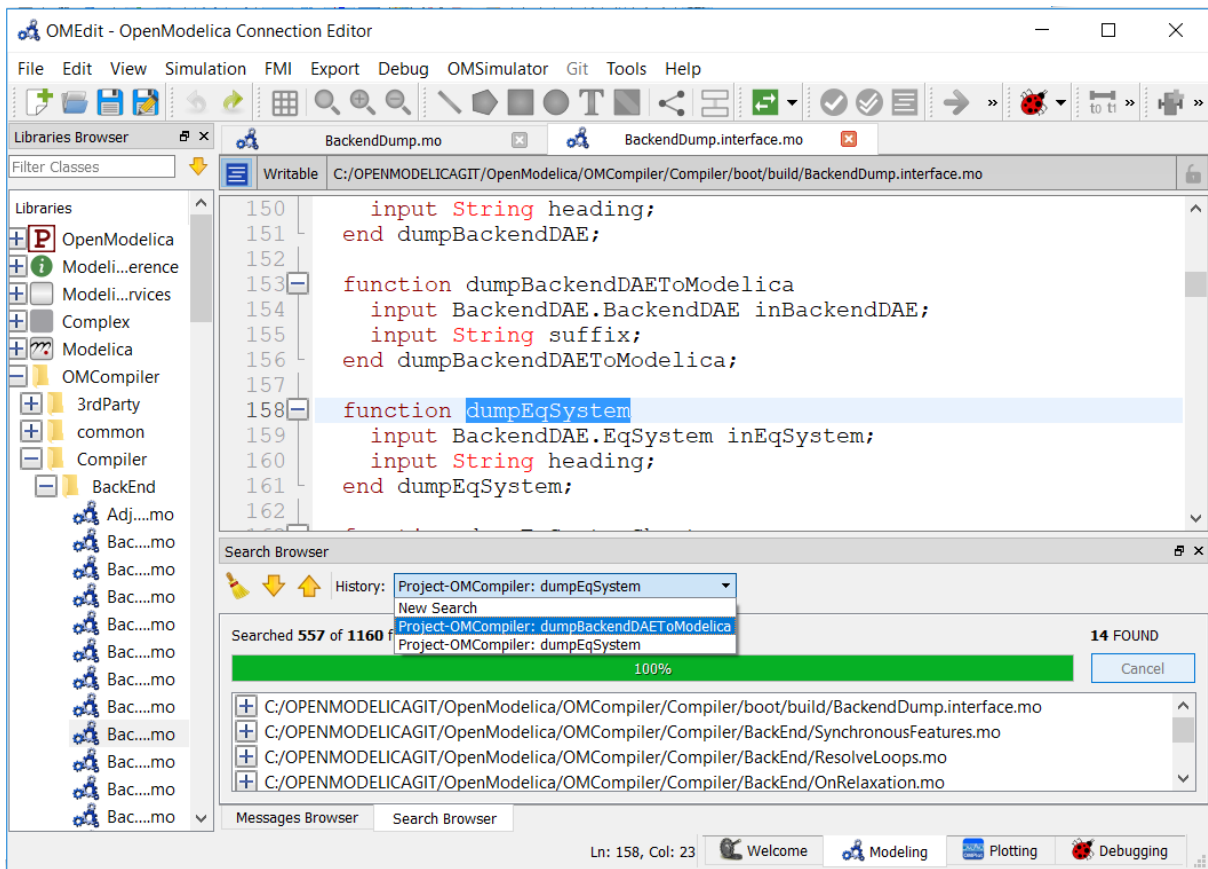 OMEdit - OpenModelica Connection Editor
File Edit View Simulation FMI Export Debug OMSimulator Git Tools Help
T » to t1 » »
Libraries Browser
BackendDump.mo BackendDump.interface.mo
Filter Classes
Writable C:/OPENMODELICAGIT/OpenModelica/OMCompiler/Compiler/boot/build/BackendDump.interface.mo
Libraries
P OpenModelica
i Modeli...erence
Modeli...rvices
Complex
Modelica
OMCompiler
3rdParty
common
Compiler
BackEnd
Adj....mo
Bac....mo
Bac....mo
Bac....mo
Bac....mo
Bac....mo
Bac....mo
Bac....mo
Bac....mo
Bac....mo
Bac....mo
Bac....mo
150 input String heading;
151 end dumpBackendDAE;
152
153 function dumpBackendDAEToModelica
154 input BackendDAE.BackendDAE inBackendDAE;
155 input String suffix;
156 end dumpBackendDAEToModelica;
157
158 function dumpEqSystem
159 input BackendDAE.EqSystem inEqSystem;
160 input String heading;
161 end dumpEqSystem;
162
Search Browser
History: Project-OMCompiler: dumpEqSystem
New Search
Project-OMCompiler: dumpBackendDAEToModelica
Project-OMCompiler: dumpEqSystem
Searched 557 of 1160 f
14 FOUND
100%
Cancel
C:/OPENMODELICAGIT/OpenModelica/OMCompiler/Compiler/boot/build/BackendDump.interface.mo
C:/OPENMODELICAGIT/OpenModelica/OMCompiler/Compiler/BackEnd/SynchronousFeatures.mo
C:/OPENMODELICAGIT/OpenModelica/OMCompiler/Compiler/BackEnd/ResolveLoops.mo
C:/OPENMODELICAGIT/OpenModelica/OMCompiler/Compiler/BackEnd/OnRelaxation.mo
Messages Browser Search Browser
Ln: 158, Col: 23 Welcome Modeling Plotting Debugging